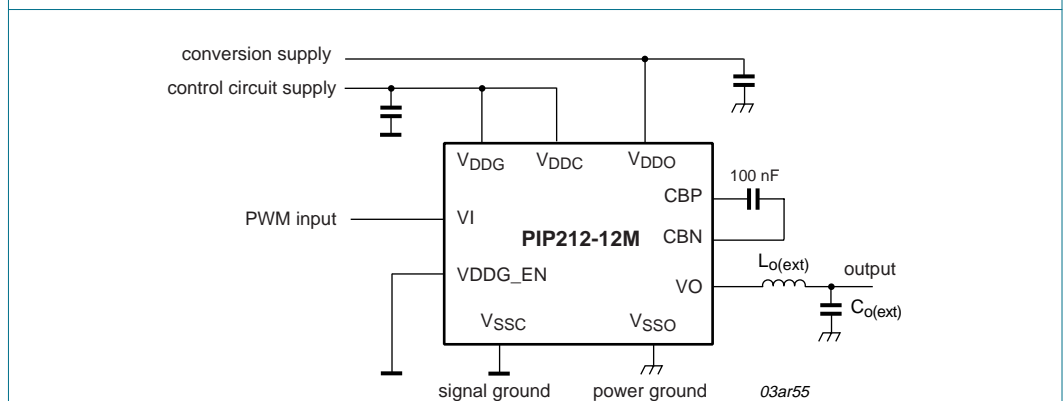 conversion supply
control circuit supply
VDDG VDDC VDDO
100 nF
CBP
PWM input VI
PIP212-12M CBN
Lo(ext) output
VDDG_EN VO
Co(ext)
VSSC VSSO
signal ground power ground 03ar55